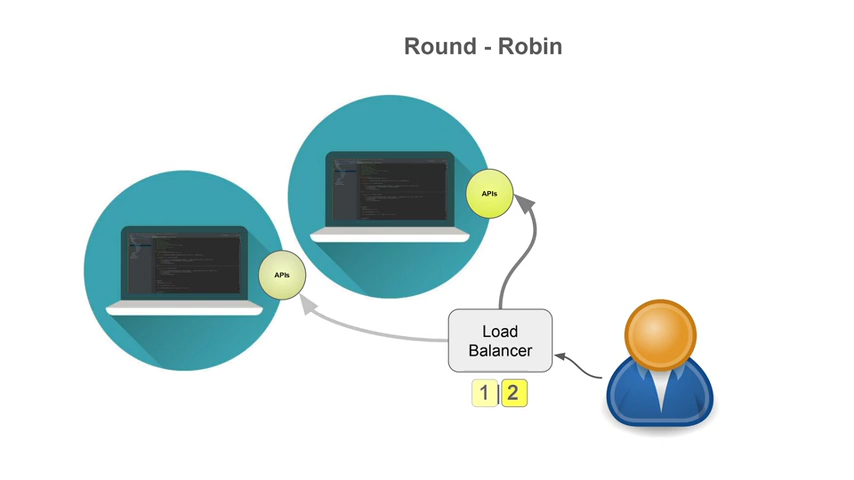 Round - Robin
APIs
APIs
Load
Balancer
1|2